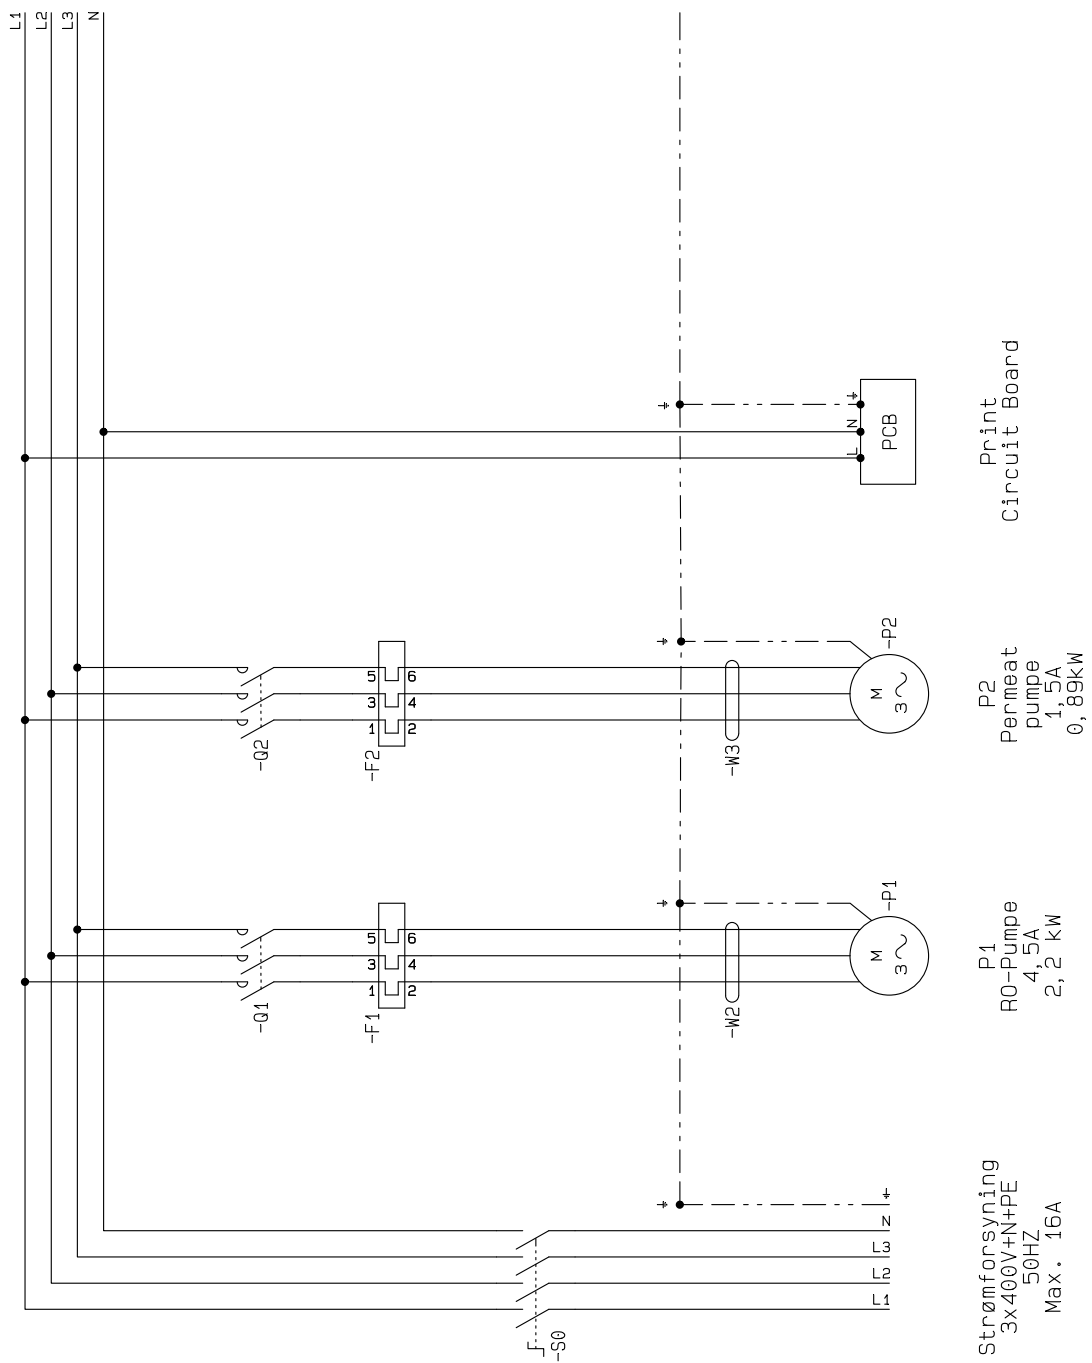 L1
L2
L3
N
-Q1
-Q2
-F1
1
2
3
4
5
6
-F2
1
2
3
4
5
6
-S0
-W2
-W3
L1
L2
L3
N
M
3
-P1
M
3
-P2
L
N
PCB
Strømforsyning
3x400V+N+PE
50HZ
Max. 16A
P1
RO-Pumpe
4,5A
2,2 kW
P2
Permeat
pumpe
1,5A
0,89kW
Print
Circuit Board